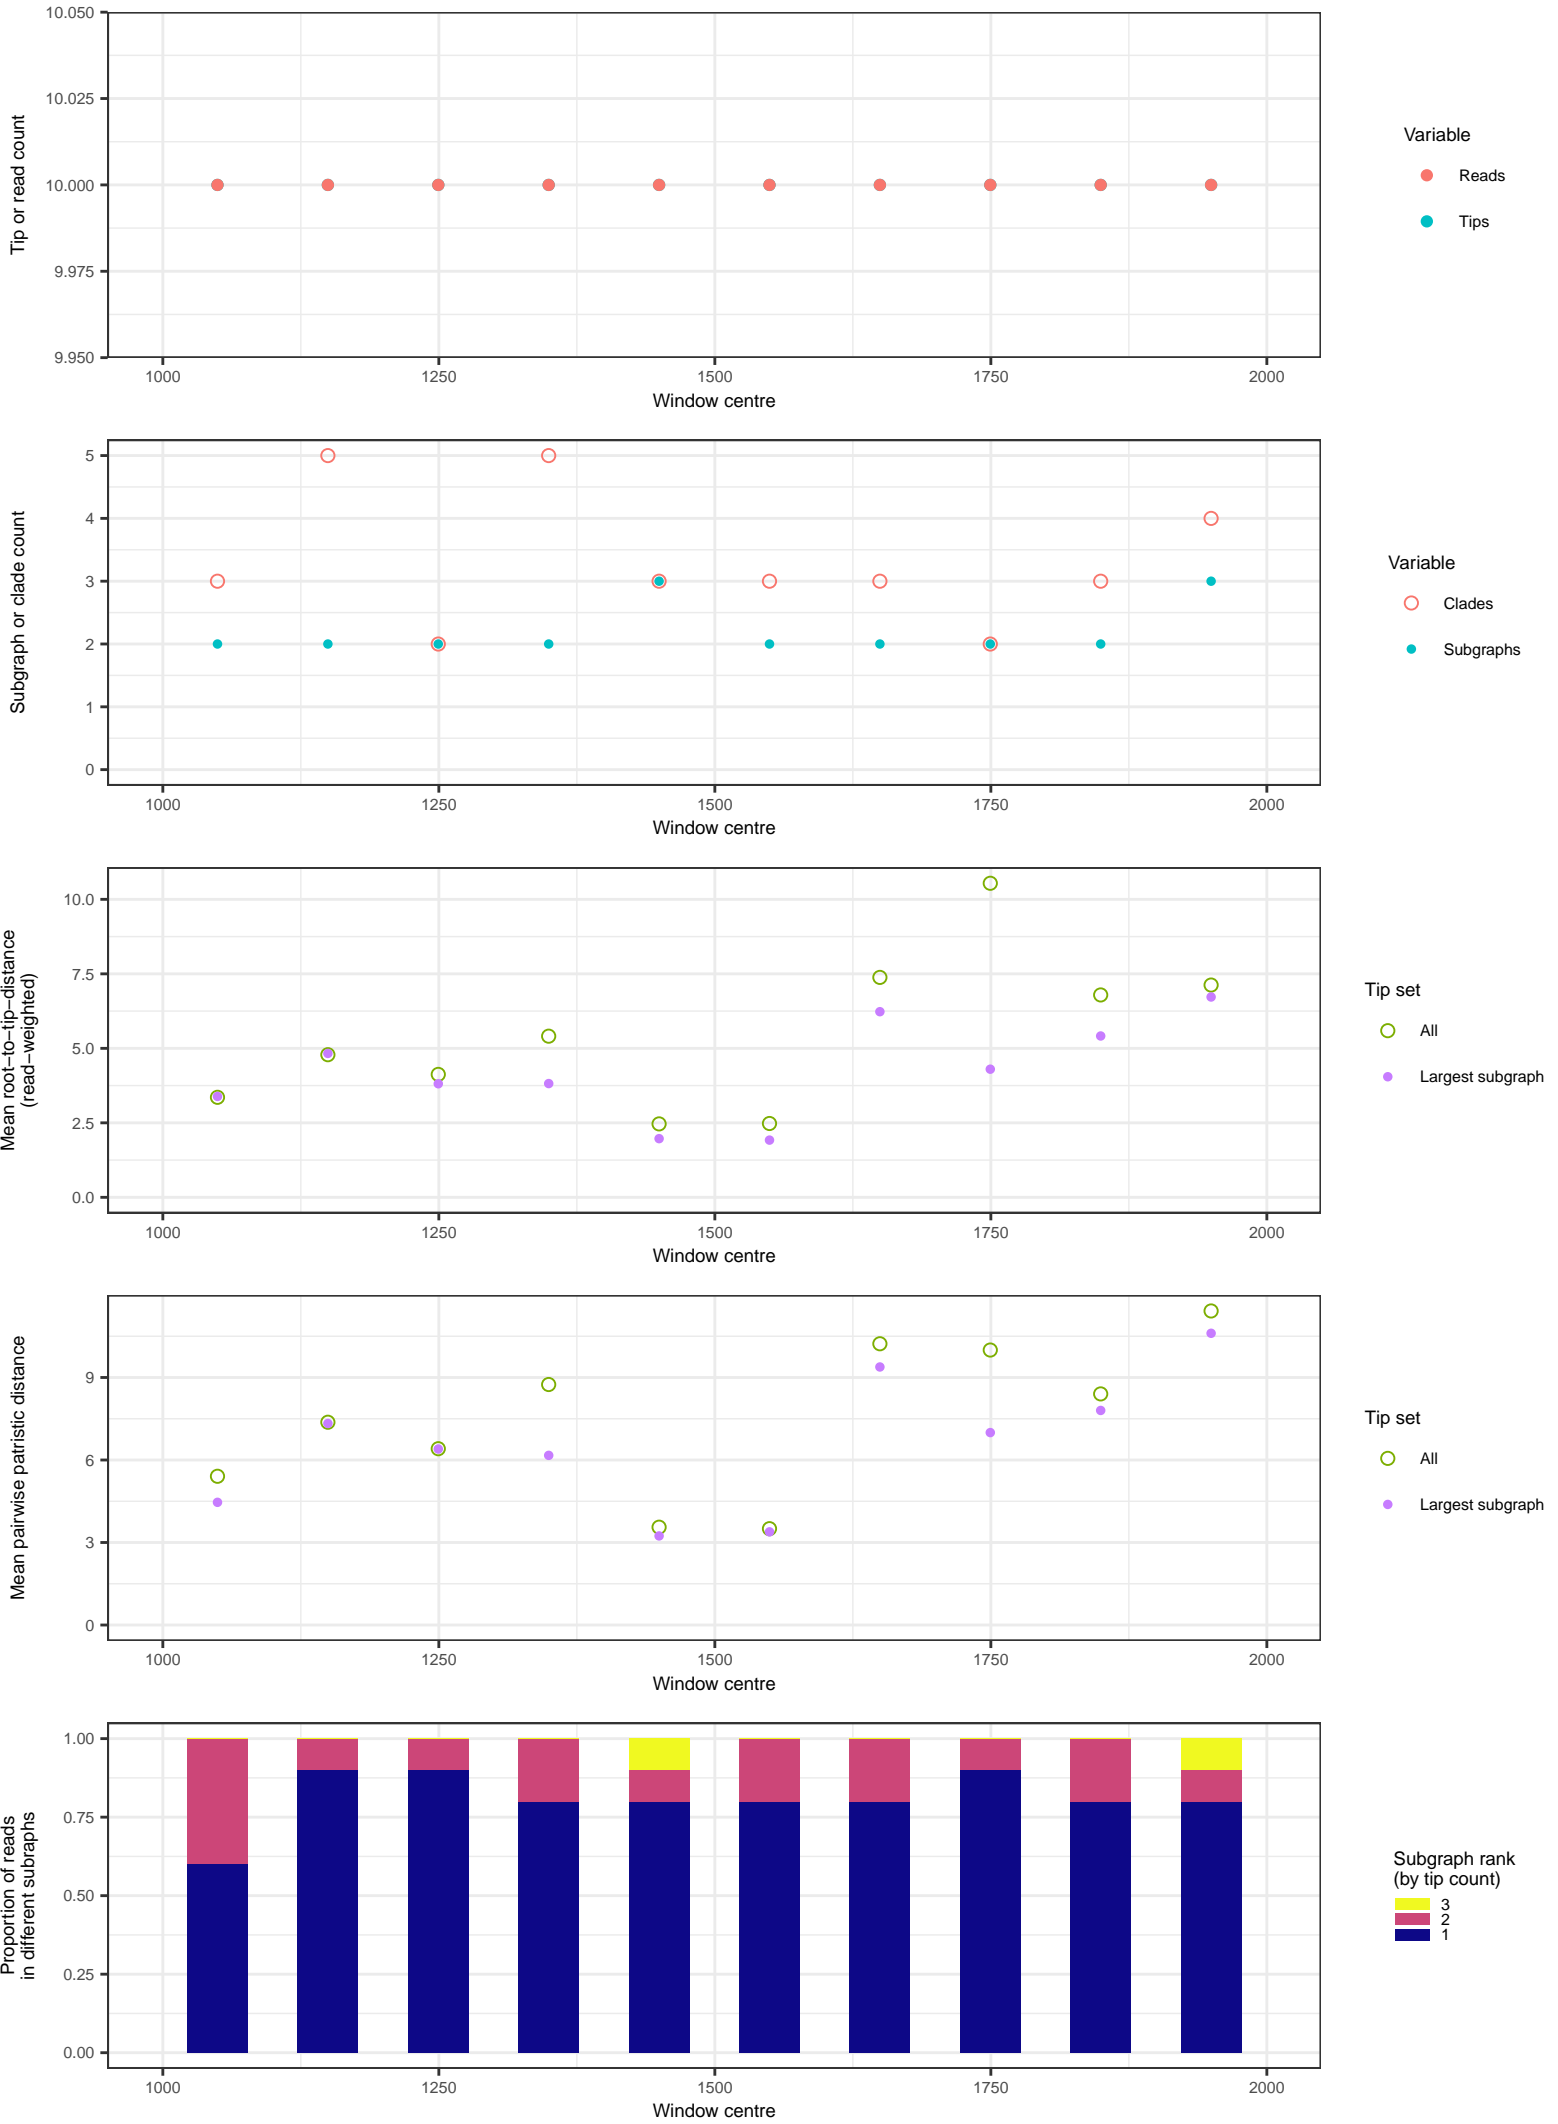 10.050
10.025
10.000
9.975
9.950
Tip or read count
1000 1250 1500 1750 2000
Window centre
Variable
Reads
Tips
5
4
3
2
1
0
Subgraph or clade count
1000 1250 1500 1750 2000
Window centre
Variable
Clades
Subgraphs
10.0
7.5
5.0
2.5
0.0
Mean root−to−tip−distance
(read−weighted)
1000 1250 1500 1750 2000
Window centre
Tip set
All
Largest subgraph
9
6
3
0
Mean pairwise patristic distance
1000 1250 1500 1750 2000
Window centre
Tip set
All
Largest subgraph
1.00
0.75
0.50
0.25
0.00
Proportion of reads
in different subraphs
1000 1250 1500 1750 2000
Window centre
Subgraph rank
(by tip count)
3
2
1